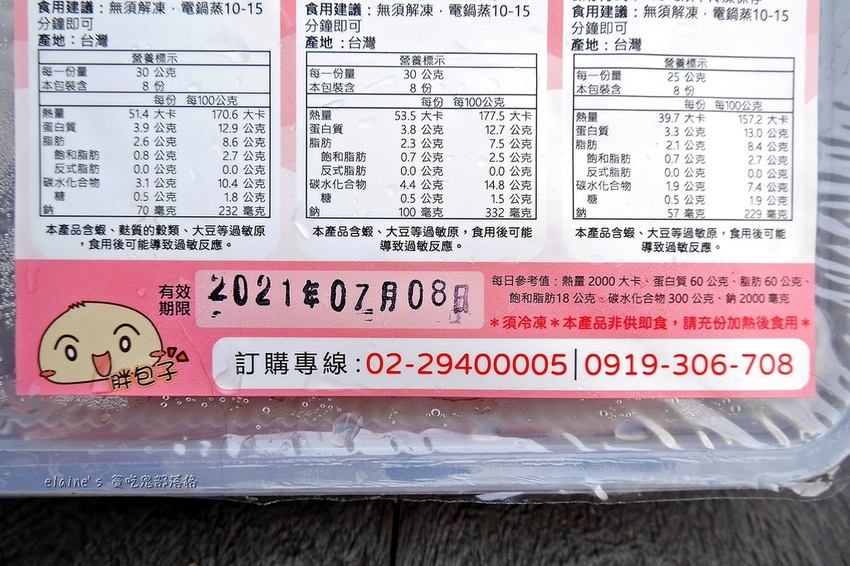 食用建議：無須解凍，電鍋蒸10-15
分鐘即可
產地：台灣
營養標示
每一份量 30 公克
本包裝含 8 份
每份 每100公克
熱量 51.4 大卡 170.6 大卡
蛋白質 3.9 公克 12.9 公克
脂肪 2.6 公克 8.6 公克
飽和脂肪 0.8 公克 2.7 公克
反式脂肪 0.0 公克 0.0 公克
碳水化合物 3.1 公克 10.4 公克
糖 0.5 公克 1.8 公克
鈉 70 毫克 232 毫克
本產品含蝦、麩質的穀類、大豆等過敏原
，食用後可能導致過敏反應。
食用建議：無須解凍，電鍋蒸10-15
分鐘即可
產地：台灣
營養標示
每一份量 30 公克
本包裝含 8 份
每份 每100公克
熱量 53.5 大卡 177.5 大卡
蛋白質 3.8 公克 12.7 公克
脂肪 2.3 公克 7.5 公克
飽和脂肪 0.7 公克 2.5 公克
反式脂肪 0.0 公克 0.0 公克
碳水化合物 4.4 公克 14.8 公克
糖 0.5 公克 1.5 公克
鈉 100 毫克 332 毫克
本產品含蝦、大豆等過敏原，食用後可能
導致過敏反應。
食用建議：無須解凍，電鍋蒸10-15
分鐘即可
產地：台灣
營養標示
每一份量 25 公克
本包裝含 8 份
每份 每100公克
熱量 39.7 大卡 157.2 大卡
蛋白質 3.3 公克 13.0 公克
脂肪 2.1 公克 8.4 公克
飽和脂肪 0.7 公克 2.7 公克
反式脂肪 0.0 公克 0.0 公克
碳水化合物 1.9 公克 7.4 公克
糖 0.5 公克 1.9 公克
鈉 57 毫克 229 毫克
本產品含蝦、大豆等過敏原，食用後可能
導致過敏反應。
有效
期限
2021年07月08日
每日參考值：熱量 2000 大卡、蛋白質 60 公克、脂肪 60 公克、
飽和脂肪18 公克、碳水化合物 300 公克、鈉 2000 毫克
＊須冷凍＊本產品非供即食，請充份加熱後食用＊
胖包子
訂購專線：02-29400005│0919-306-708
elaine's 貪吃鬼部落格